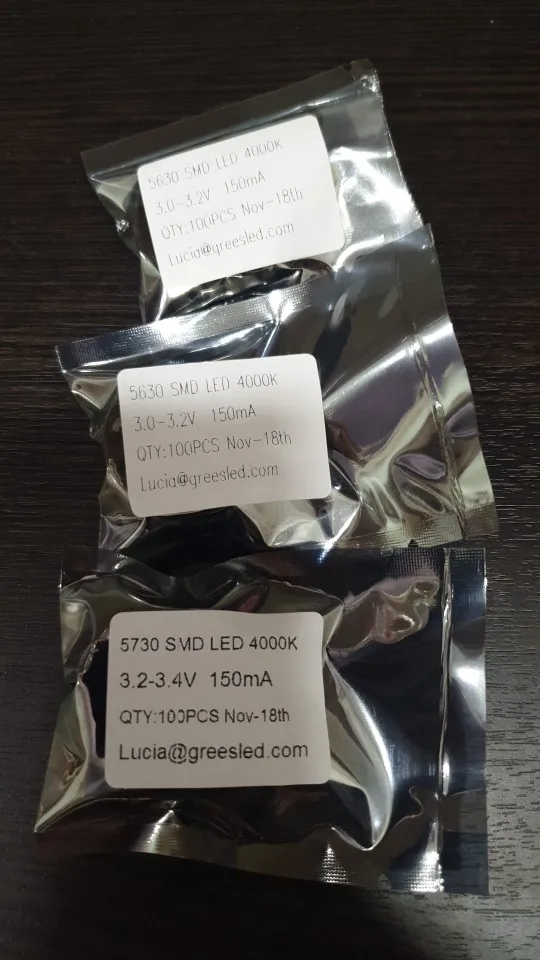 5630 SMD LED 4000K
3.0-3.2V 150mA
QTY:100PCS Nov-18th
Lucia@greesled.com
5630 SMD LED 4000K
3.0-3.2V 150mA
QTY:100PCS Nov-18th
Lucia@greesled.com
5730 SMD LED 4000K
3.2-3.4V 150mA
QTY:100PCS Nov-18th
Lucia@greesled.com